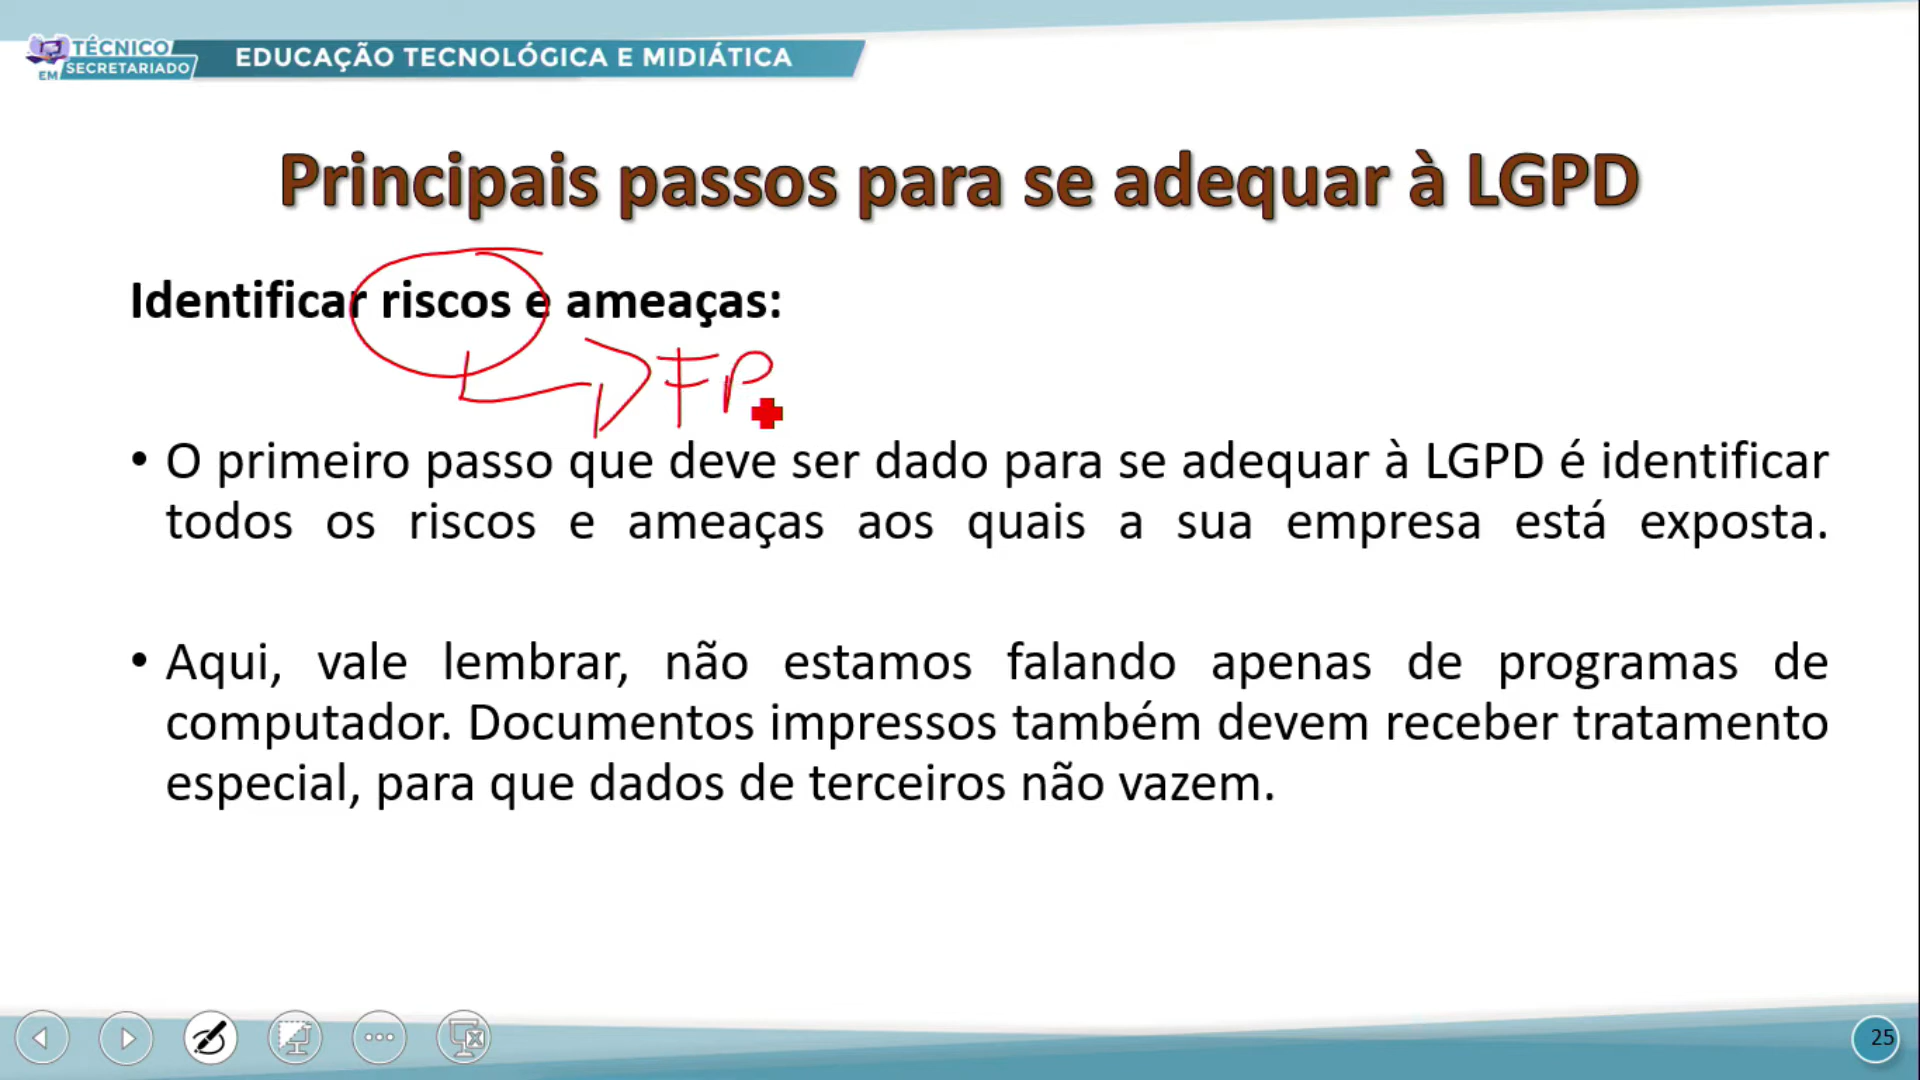 TÉCNICO
EM SECRETARIADO
EDUCAÇÃO TECNOLÓGICA E MIDIÁTICA
Principais passos para se adequar à LGPD
Identificar riscos e ameaças:
FP
• O primeiro passo que deve ser dado para se adequar à LGPD é identificar
todos os riscos e ameaças aos quais a sua empresa está exposta.
• Aqui, vale lembrar, não estamos falando apenas de programas de
computador. Documentos impressos também devem receber tratamento
especial, para que dados de terceiros não vazem.
25